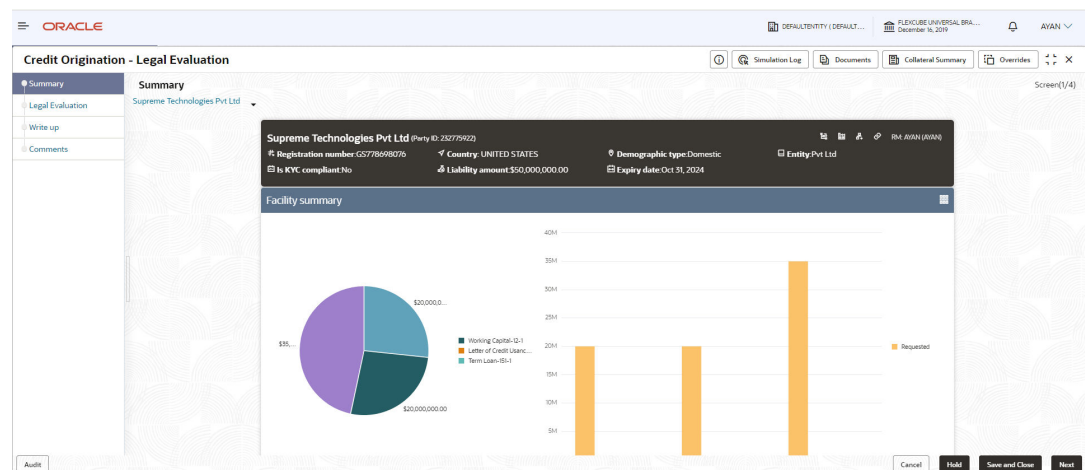 ORACLE
DEFAULTENTITY ( DEFAULT....
FLEXCUBE UNIVERSAL BRA....
December 16, 2019
AYAN
Credit Origination - Legal Evaluation
Simulation Log
Documents
Collateral Summary
Overrides
Summary
Legal Evaluation
Write up
Comments
Summary
Screen(1/4)
Supreme Technologies Pvt Ltd
Supreme Technologies Pvt Ltd (Party ID: 232775922)
RM: AYAN (AYAN)
Registration number:GS778698076
Country: UNITED STATES
Demographic type:Domestic
Entity:Pvt Ltd
Is KYC compliant:No
Liability amount:$50,000,000.00
Expiry date:Oct 31, 2024
Facility summary
$20,000,0...
$35,...
$20,000,000.00
Working Capital-12-1
Letter of Credit Usanc...
Term Loan-151-1
40M
35M
30M
25M
20M
15M
10M
5M
Requested
Audit
Cancel
Hold
Save and Close
Next